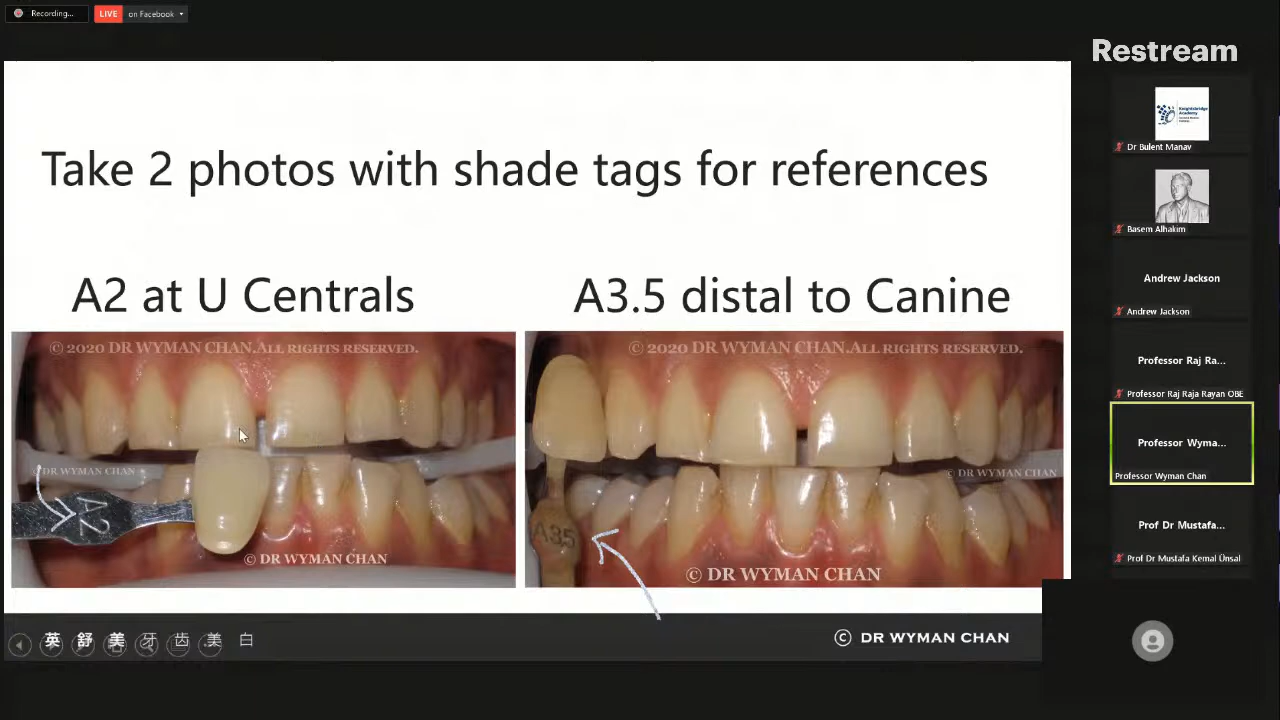 Recording...
LIVE on Facebook
Restream
Take 2 photos with shade tags for references
A2 at U Centrals
A3.5 distal to Canine
© 2020 DR WYMAN CHAN.ALL RIGHTS RESERVED.
© 2020 DR WYMAN CHAN.ALL RIGHTS RESERVED.
© DR WYMAN CHAN
© DR WYMAN CHAN
A2
A35
© DR WYMAN CHAN
© DR WYMAN CHAN
英 舒 美 牙 齿 美 白
© DR WYMAN CHAN
Knightsbridge
Academy
Dr Bulent Manav
Basem Alhakim
Andrew Jackson
Andrew Jackson
Professor Raj Ra...
Professor Raj Raja Rayan OBE
Professor Wyma...
Professor Wyman Chan
Prof Dr Mustafa...
Prof Dr Mustafa Kemal Ünsal